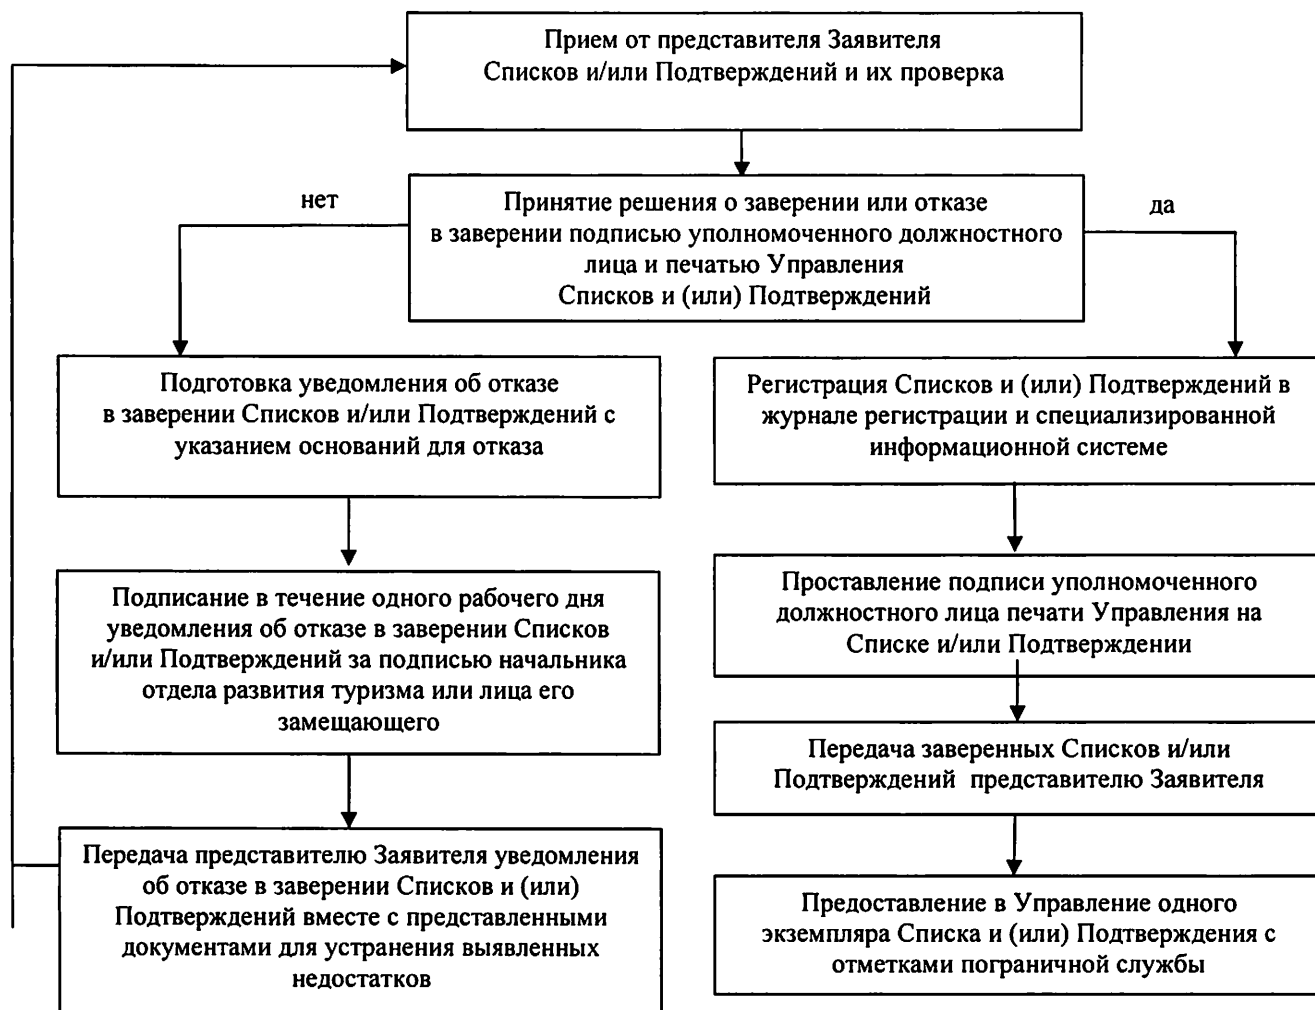 Прием от представителя Заявителя
Списков и/или Подтверждений и их проверка
нет
Принятие решения о заверении или отказе
в заверении подписью уполномоченного должностного
лица и печатью Управления
Списков и (или) Подтверждений
да
Подготовка уведомления об отказе
в заверении Списков и/или Подтверждений с
указанием оснований для отказа
Подписание в течение одного рабочего дня
уведомления об отказе в заверении Списков
и/или Подтверждений за подписью начальника
отдела развития туризма или лица его
замещающего
Передача представителю Заявителя уведомления
об отказе в заверении Списков и (или)
Подтверждений вместе с представленными
документами для устранения выявленных
недостатков
Регистрация Списков и (или) Подтверждений в
журнале регистрации и специализированной
информационной системе
Проставление подписи уполномоченного
должностного лица печати Управления на
Списке и/или Подтверждении
Передача заверенных Списков и/или
Подтверждений представителю Заявителя
Предоставление в Управление одного
экземпляра Списка и (или) Подтверждения с
отметками пограничной службы